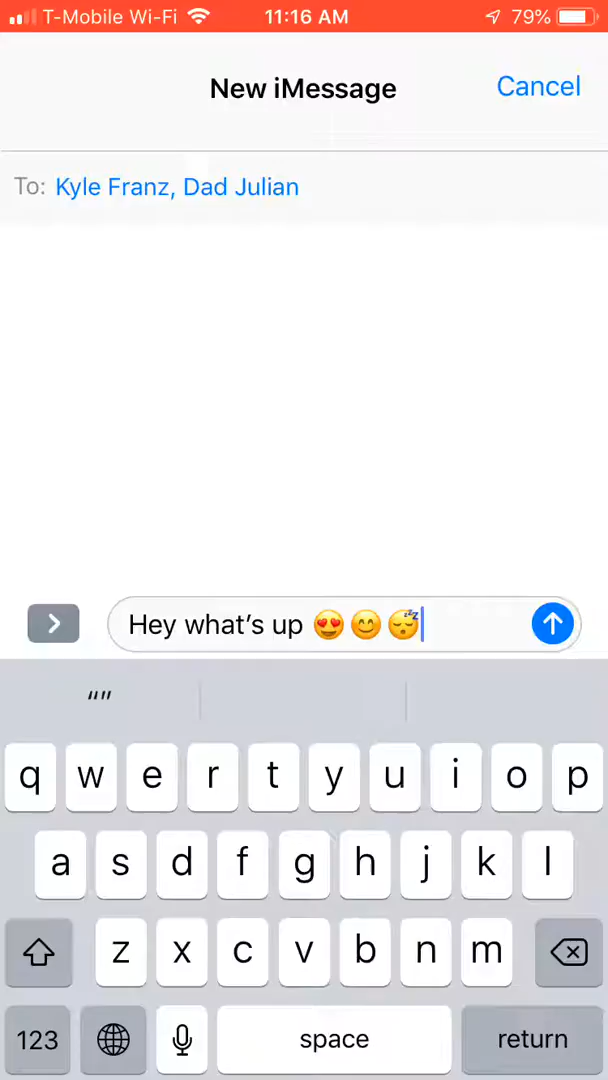 T-Mobile Wi-Fi 11:16 AM 79%
New iMessage Cancel
To: Kyle Franz, Dad Julian
Hey what’s up 😍 😊 😴
“”
q w e r t y u i o p
a s d f g h j k l
z x c v b n m
123 space return